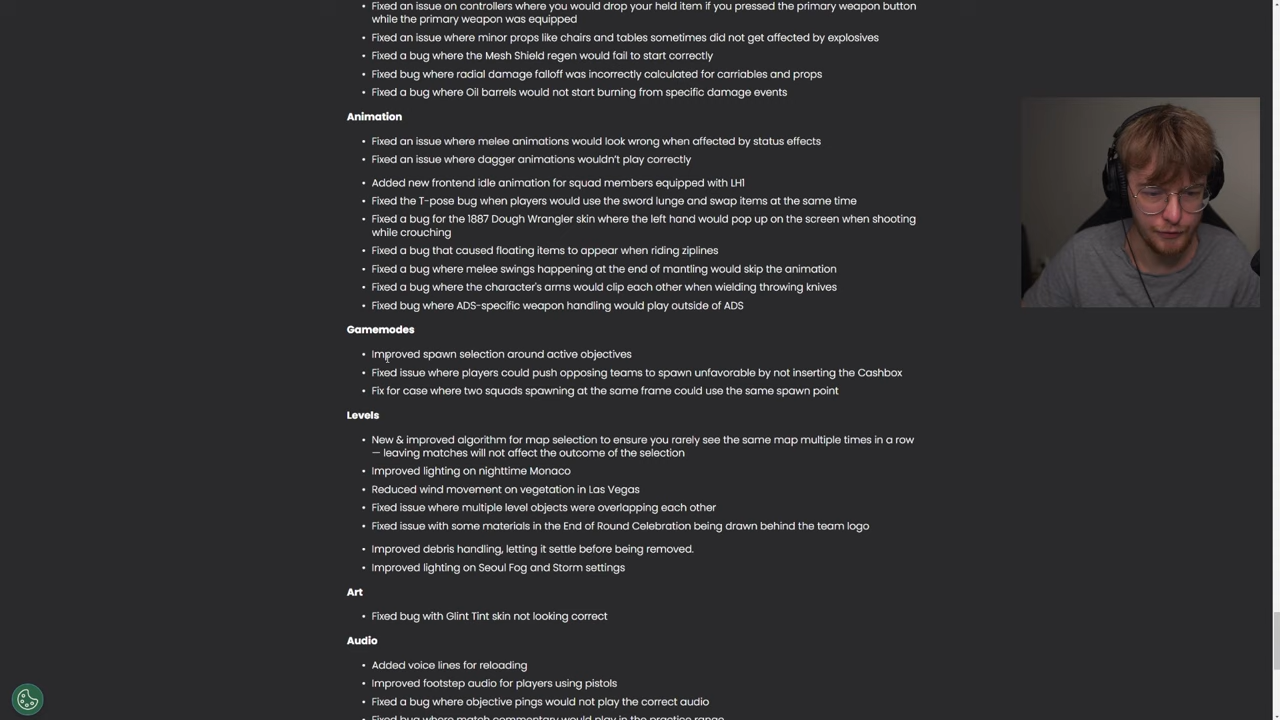 Fixed an issue on controllers where you would drop your held item if you pressed the primary weapon button
while the primary weapon was equipped
Fixed an issue where minor props like chairs and tables sometimes did not get affected by explosives
Fixed a bug where the Mesh Shield regen would fail to start correctly
Fixed bug where radial damage falloff was incorrectly calculated for carriables and props
Fixed a bug where Oil barrels would not start burning from specific damage events
Animation
Fixed an issue where melee animations would look wrong when affected by status effects
Fixed an issue where dagger animations wouldn't play correctly
Added new frontend idle animation for squad members equipped with LH1
Fixed the T-pose bug when players would use the sword lunge and swap items at the same time
Fixed a bug for the 1887 Dough Wrangler skin where the left hand would pop up on the screen when shooting
while crouching
Fixed a bug that caused floating items to appear when riding ziplines
Fixed a bug where melee swings happening at the end of mantling would skip the animation
Fixed a bug where the character's arms would clip each other when wielding throwing knives
Fixed bug where ADS-specific weapon handling would play outside of ADS
Gamemodes
Improved spawn selection around active objectives
Fixed issue where players could push opposing teams to spawn unfavorable by not inserting the Cashbox
Fix for case where two squads spawning at the same frame could use the same spawn point
Levels
New & improved algorithm for map selection to ensure you rarely see the same map multiple times in a row
— leaving matches will not affect the outcome of the selection
Improved lighting on nighttime Monaco
Reduced wind movement on vegetation in Las Vegas
Fixed issue where multiple level objects were overlapping each other
Fixed issue with some materials in the End of Round Celebration being drawn behind the team logo
Improved debris handling, letting it settle before being removed.
Improved lighting on Seoul Fog and Storm settings
Art
Fixed bug with Glint Tint skin not looking correct
Audio
Added voice lines for reloading
Improved footstep audio for players using pistols
Fixed a bug where objective pings would not play the correct audio
Fixed bug where match commentary would play in the practice range